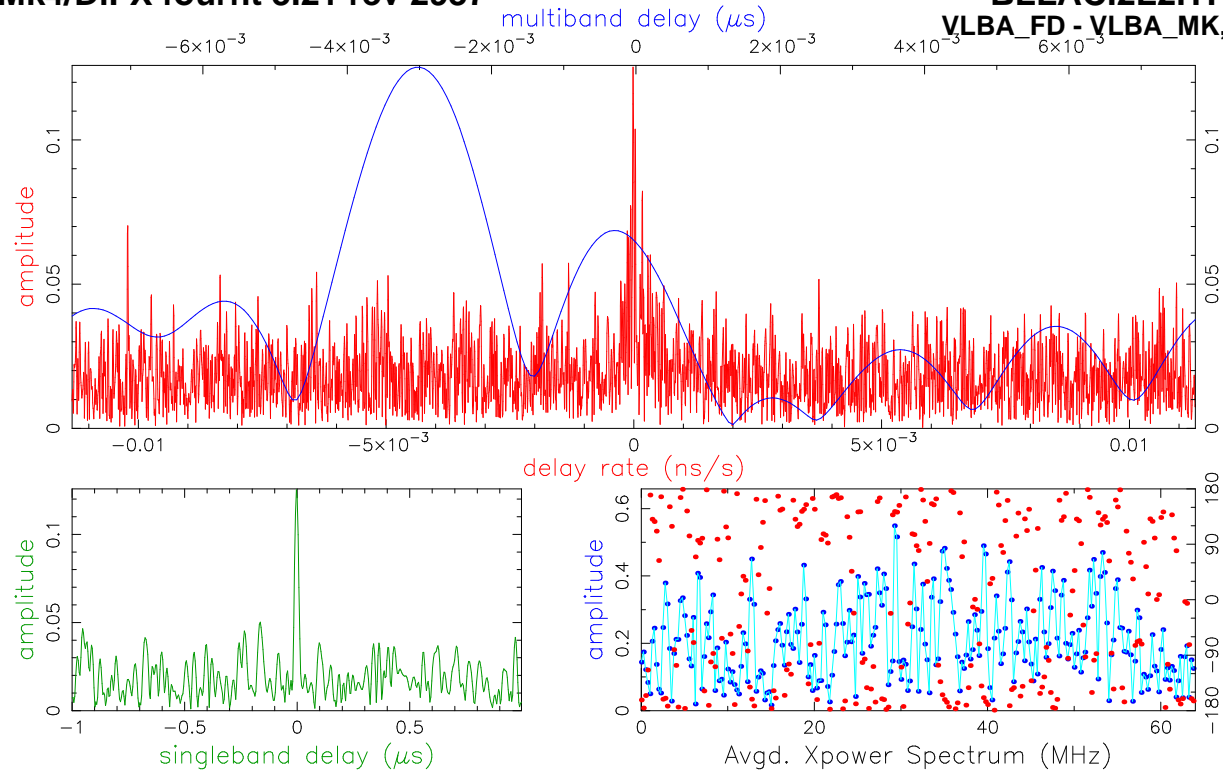 multiband delay (μs)
VLBA_FD - VLBA_MK,
−6×10⁻³ −4×10⁻³ −2×10⁻³ 0 2×10⁻³ 4×10⁻³ 6×10⁻³
amplitude
0 0.05 0.1
0 0.05 0.1
−0.01 −5×10⁻³ 0 5×10⁻³ 0.01
delay rate (ns/s)
amplitude
0 0.05 0.1
−1 −0.5 0 0.5
singleband delay (μs)
amplitude
0 0.2 0.4 0.6
180 90 0 −90 −180
0 20 40 60
Avgd. Xpower Spectrum (MHz)